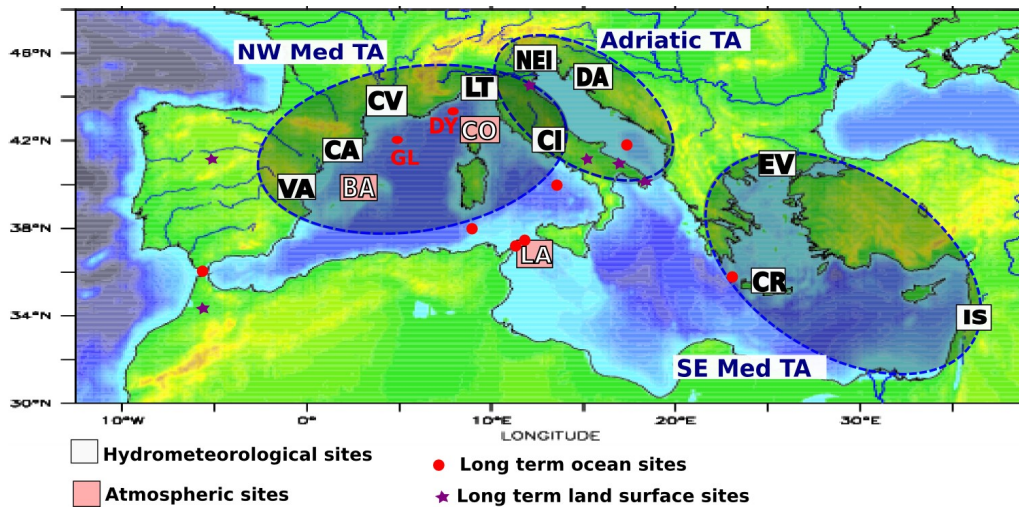 46°N
42°N
38°N
34°N
30°N
NW Med TA
Adriatic TA
NEI
DA
LT
CV
DY
CO
CI
CA
GL
VA
BA
EV
LA
CR
IS
SE Med TA
10°W
0°
10°E
20°E
30°E
LONGITUDE
Hydrometeorological sites
Long term ocean sites
Atmospheric sites
Long term land surface sites